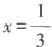 x = 1/3